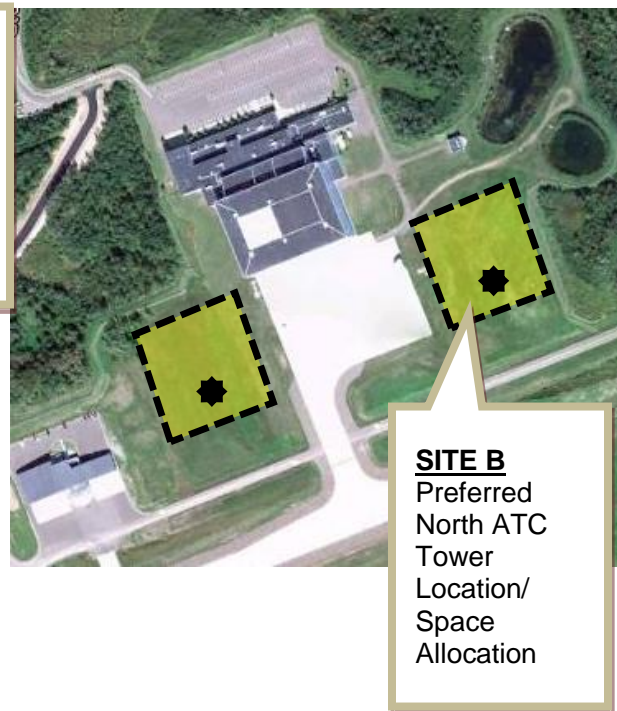 SITE B
Preferred
North ATC
Tower
Location/
Space
Allocation